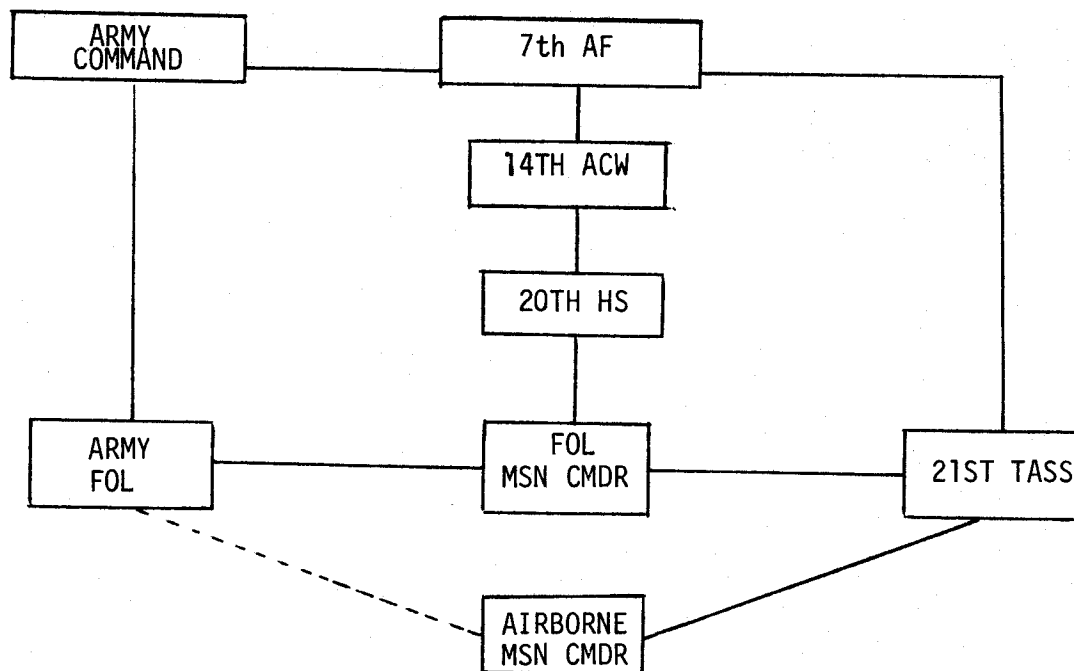 ARMY
COMMAND
7th AF
14TH ACW
20TH HS
ARMY
FOL
FOL
MSN CMDR
21ST TASS
AIRBORNE
MSN CMDR